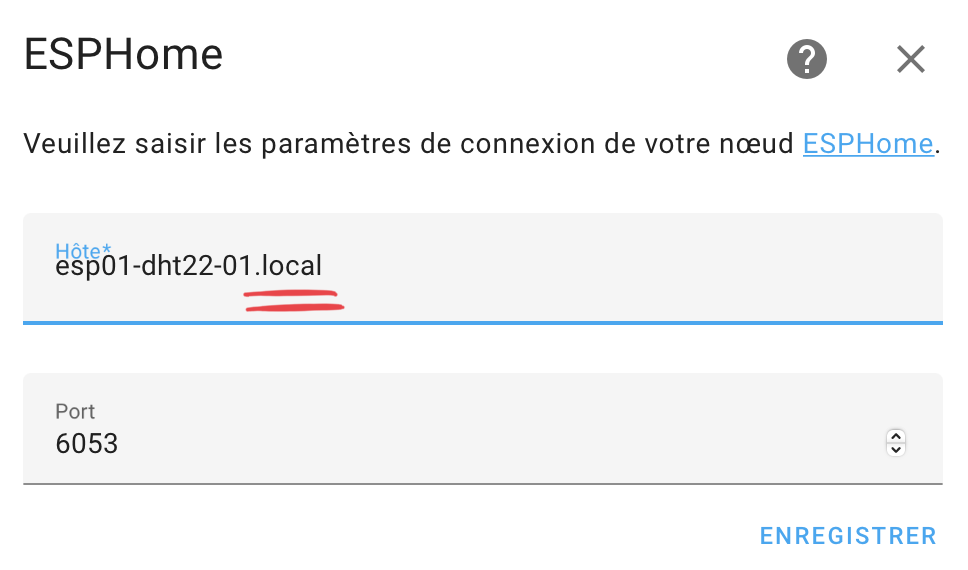 ESPHome
Veuillez saisir les paramètres de connexion de votre nœud ESPHome.
Hôte*
esp01-dht22-01.local
Port
6053
ENREGISTRER